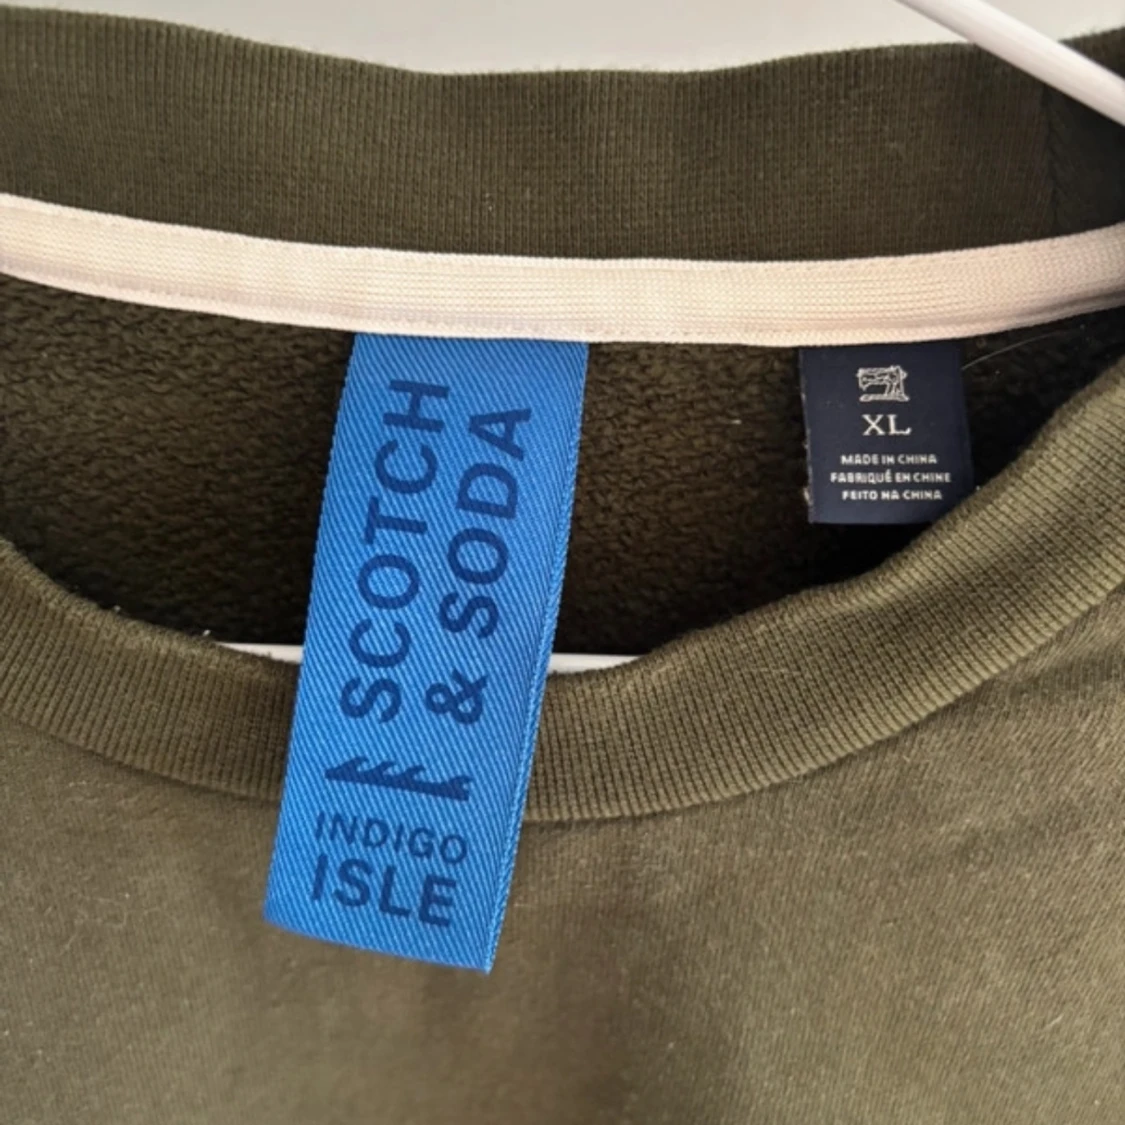 SCOTCH
& SODA
INDIGO
ISLE
XL
MADE IN CHINA
FABRIQUÉ EN CHINE
FEITO NA CHINA